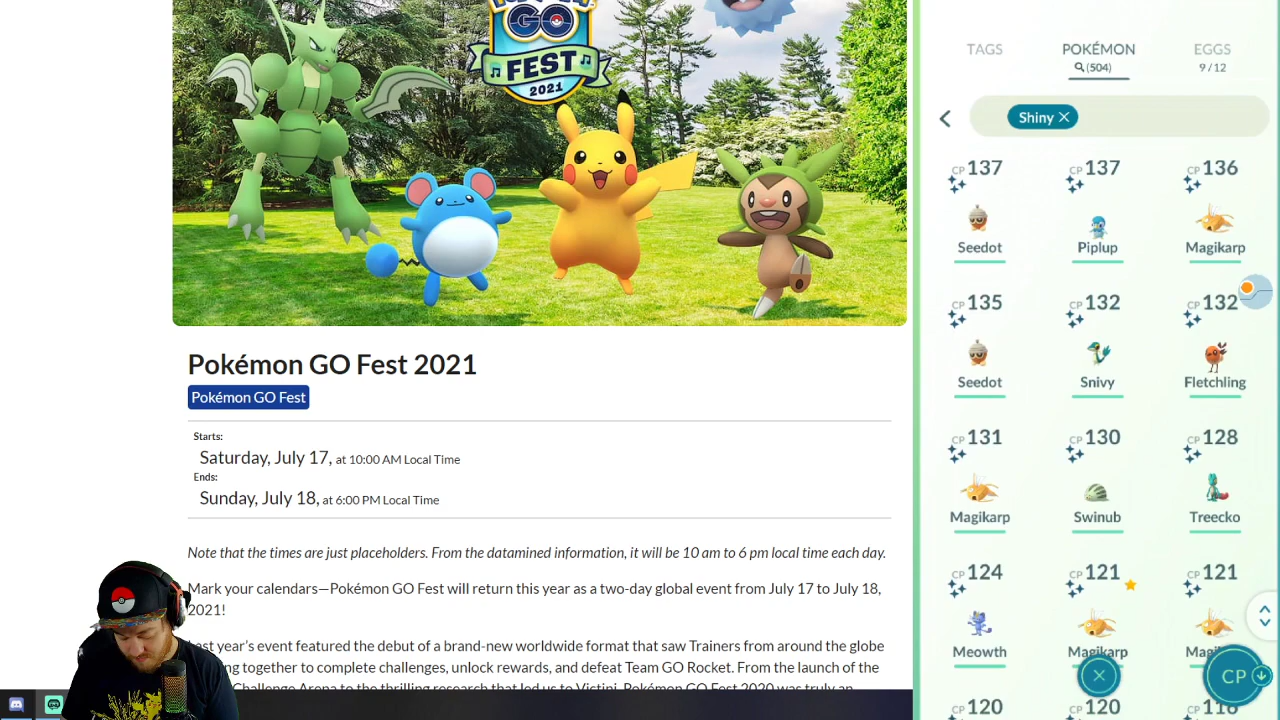 GO
FEST
2021
Pokémon GO Fest 2021
Pokémon GO Fest
Starts:
Saturday, July 17, at 10:00 AM Local Time
Ends:
Sunday, July 18, at 6:00 PM Local Time
Note that the times are just placeholders. From the datamined information, it will be 10 am to 6 pm local time each day.
Mark your calendars—Pokémon GO Fest will return this year as a two-day global event from July 17 to July 18,
2021!
year's event featured the debut of a brand-new worldwide format that saw Trainers from around the globe
together to complete challenges, unlock rewards, and defeat Team GO Rocket. From the launch of the
Challenge Arena to the thrilling research that led us to Victini, Pokémon GO Fest 2020 was truly an
TAGS POKÉMON EGGS
(504) 9 / 12
Shiny
CP 137 CP 137 CP 136
Seedot Piplup Magikarp
CP 135 CP 132 CP 132
Seedot Snivy Fletchling
CP 131 CP 130 CP 128
Magikarp Swinub Treecko
CP 124 CP 121 CP 121
Meowth Magikarp
CP
120 120